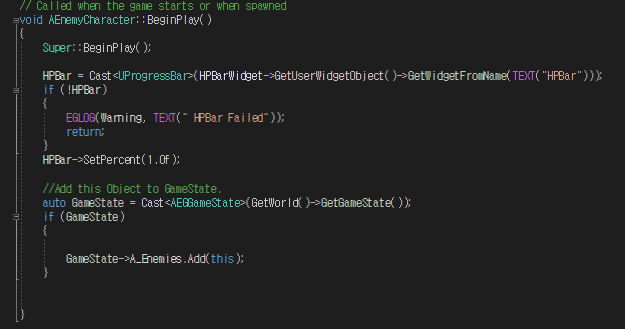 // Called when the game starts or when spawned
void AEnemyCharacter::BeginPlay()
{
Super::BeginPlay();
HPBar = Cast<UProgressBar>(HPBarWidget->GetUserWidgetObject()->GetWidgetFromName(TEXT("HPBar")));
if (!HPBar)
{
EGLOG(Warning, TEXT(" HPBar Failed"));
return;
}
HPBar->SetPercent(1.0f);
//Add this Object to GameState.
auto GameState = Cast<AEGGameState>(GetWorld()->GetGameState());
if (GameState)
{
GameState->A_Enemies.Add(this);
}
}